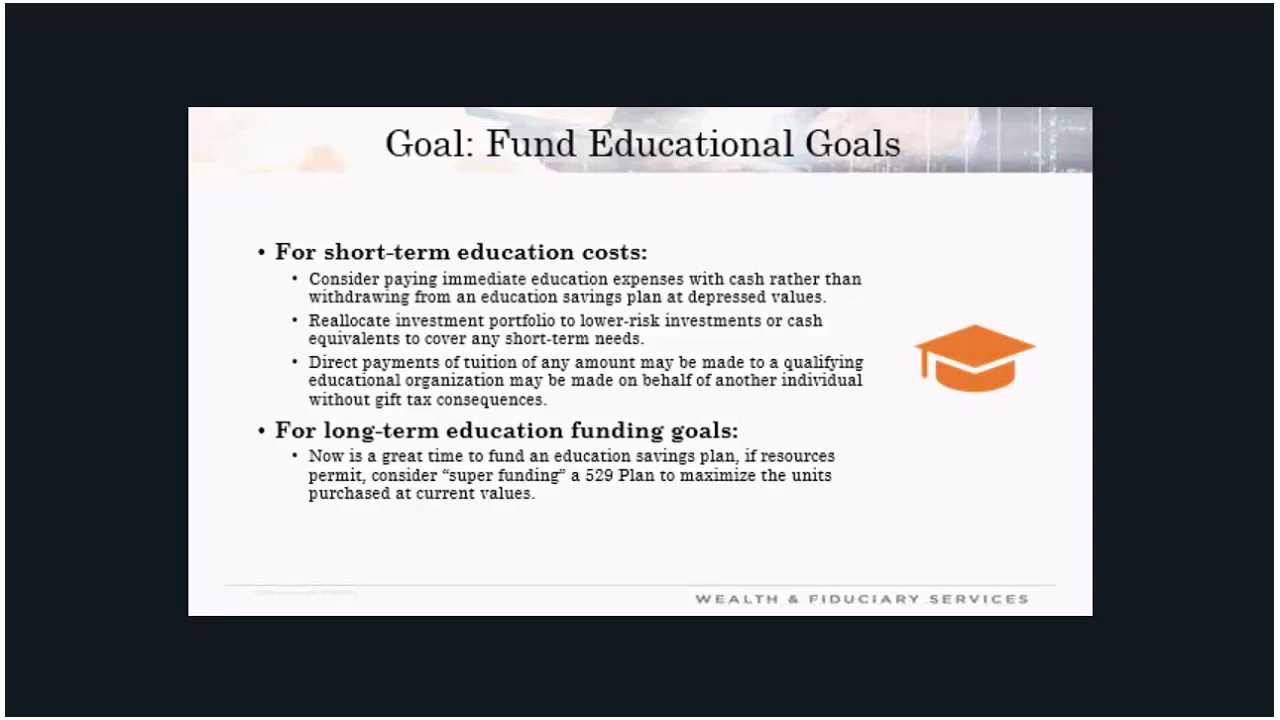 Goal: Fund Educational Goals
• For short-term education costs:
• Consider paying immediate education expenses with cash rather than
withdrawing from an education savings plan at depressed values.
• Reallocate investment portfolio to lower-risk investments or cash
equivalents to cover any short-term needs.
• Direct payments of tuition of any amount may be made to a qualifying
educational organization may be made on behalf of another individual
without gift tax consequences.
• For long-term education funding goals:
• Now is a great time to fund an education savings plan, if resources
permit, consider “super funding” a 529 Plan to maximize the units
purchased at current values.
WEALTH & FIDUCIARY SERVICES